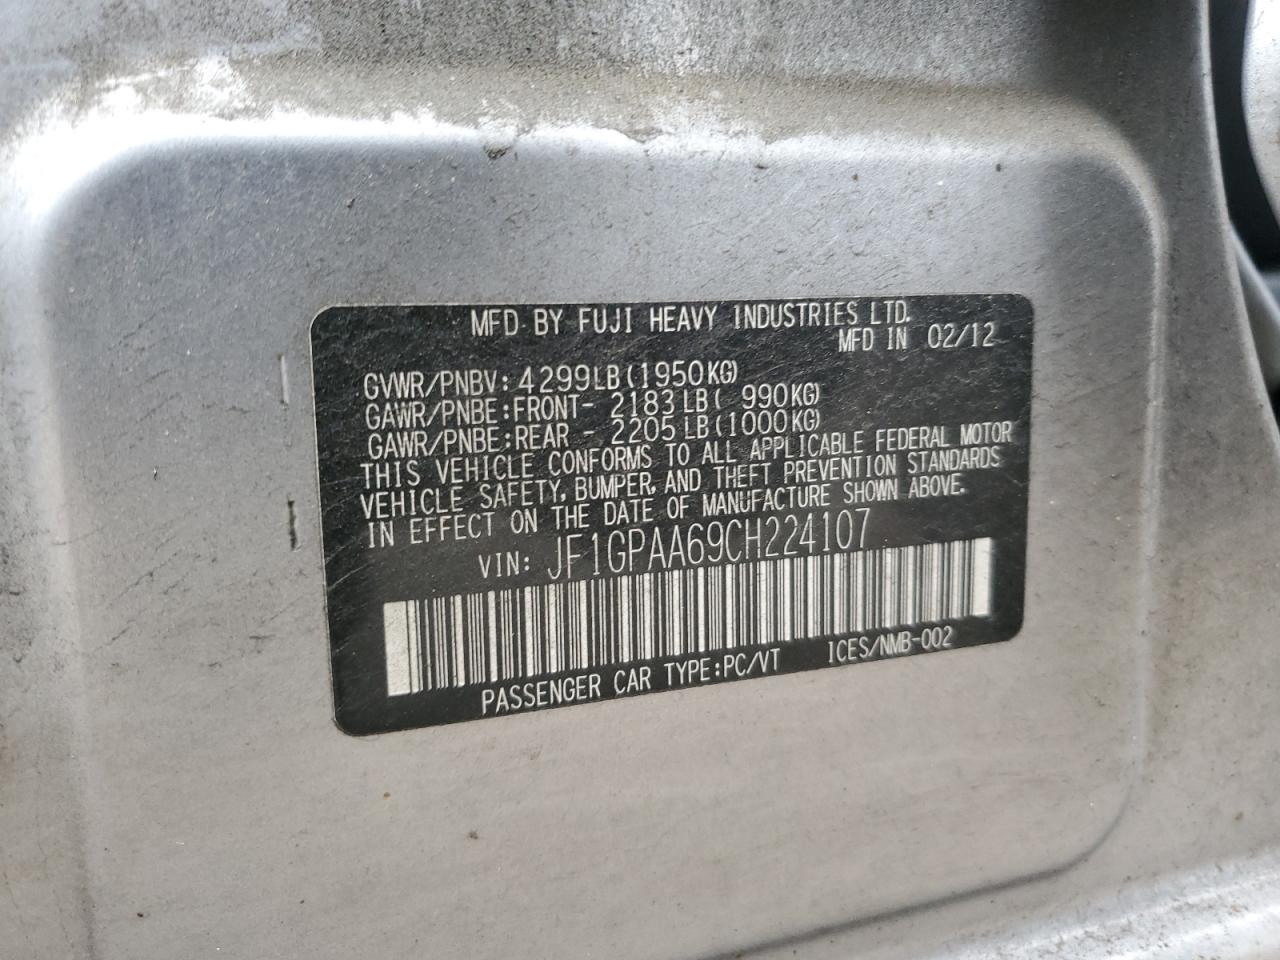 MFD BY FUJI HEAVY INDUSTRIES LTD.
MFD IN 02/12
GVWR/PNBV: 4299LB(1950KG)
GAWR/PNBE:FRONT- 2183LB( 990KG)
GAWR/PNBE:REAR - 2205LB(1000KG)
THIS VEHICLE CONFORMS TO ALL APPLICABLE FEDERAL MOTOR
VEHICLE SAFETY, BUMPER, AND THEFT PREVENTION STANDARDS
IN EFFECT ON THE DATE OF MANUFACTURE SHOWN ABOVE.
VIN: JF1GPAA69CH224107
PASSENGER CAR TYPE:PC/VT ICES/NMB-002